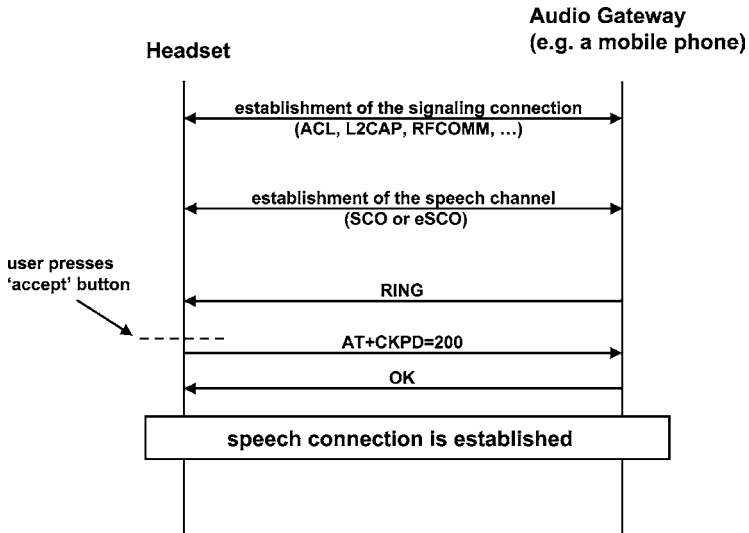 Audio Gateway
(e.g. a mobile phone)
Headset
establishment of the signaling connection
(ACL, L2CAP, RFCOMM, ...)
establishment of the speech channel
(SCO or eSCO)
user presses
‘accept’ button
RING
AT+CKPD=200
OK
speech connection is established